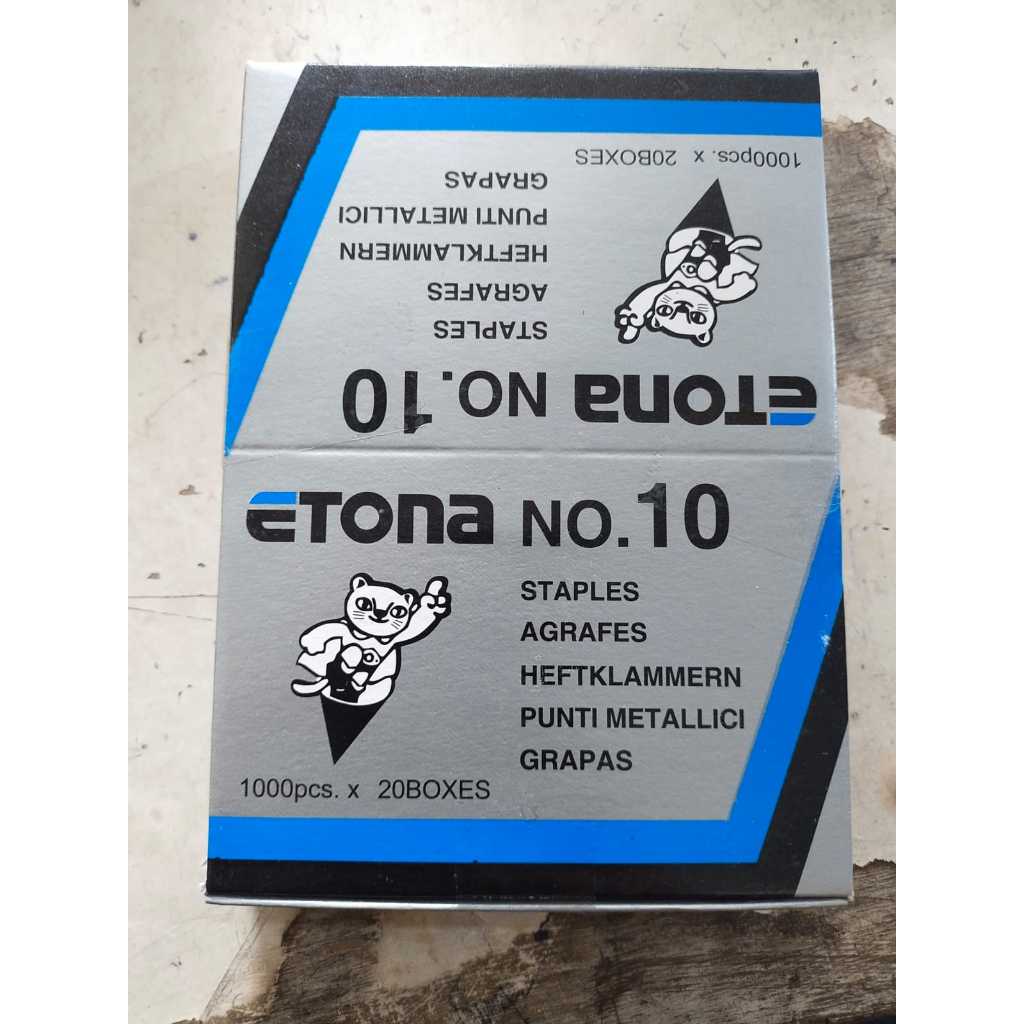 1000pcs. x 20BOXES
GRAPAS
PUNTI METALLICI
HEFTKLAMMERN
AGRAFES
STAPLES
ETONA NO.10
ETONA NO.10
STAPLES
AGRAFES
HEFTKLAMMERN
PUNTI METALLICI
GRAPAS
1000pcs. x 20BOXES